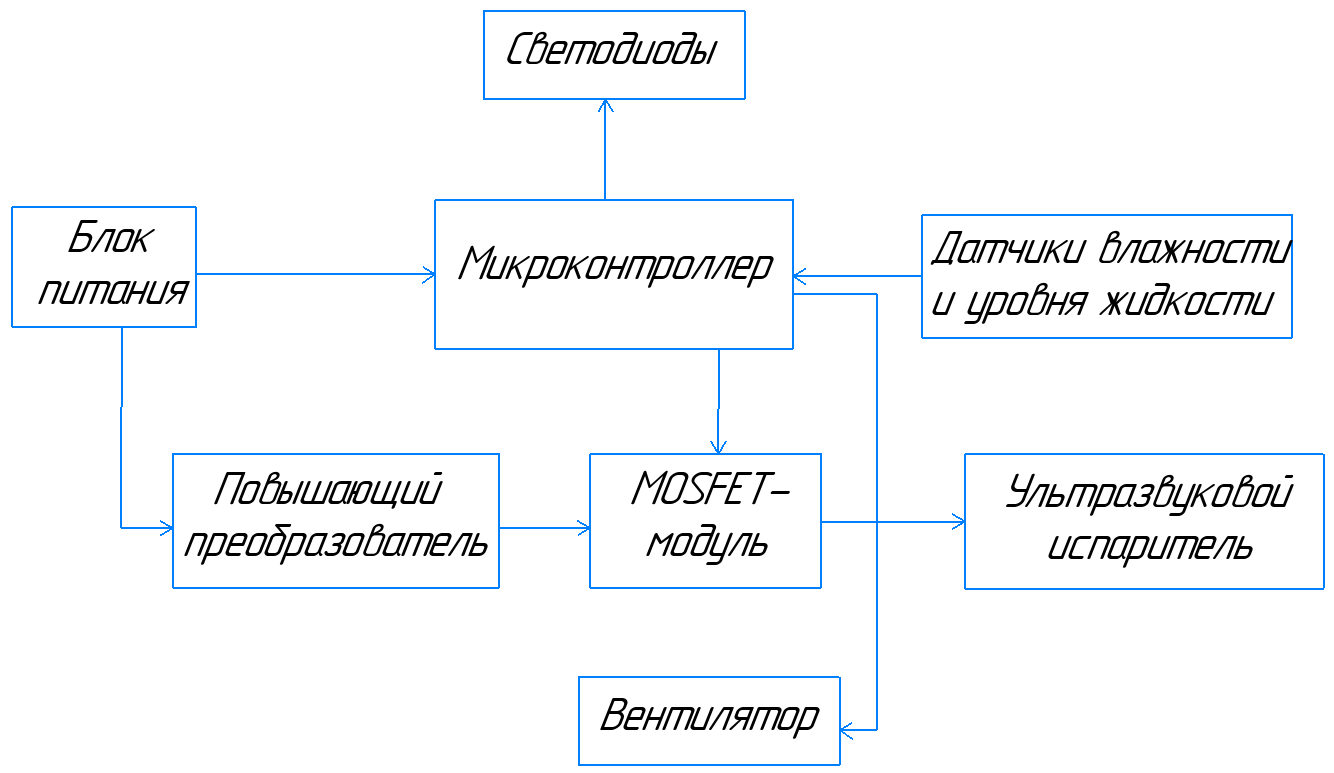 Светодиоды
Блок
питания
Микроконтроллер
Датчики влажности
и уровня жидкости
Повышающий
преобразователь
MOSFET-
модуль
Ультразвуковой
испаритель
Вентилятор